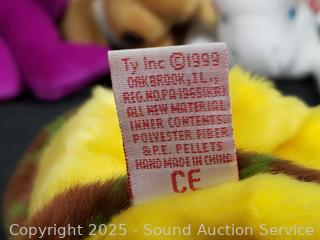 Ty Inc ©1999
OAKBROOK, IL.,
REG.NO.PA-1965(KR)
ALL NEW MATERIAL
INNER CONTENTS:
POLYESTER FIBER
& P.E. PELLETS
HAND MADE IN CHINA
CE
Copyright 2025 - Sound Auction Service